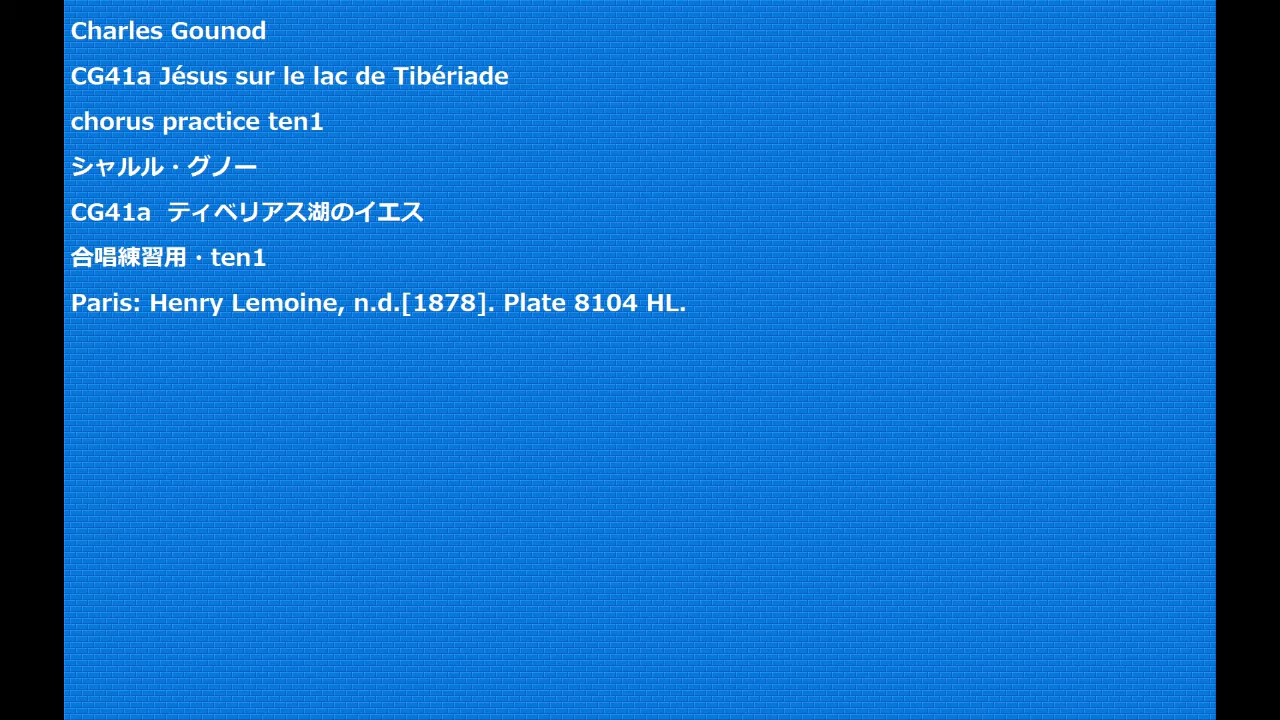 Charles Gounod
CG41a Jésus sur le lac de Tibériade
chorus practice ten1
シャルル・グノー
CG41a  ティベリアス湖のイエス
合唱練習用・ten1
Paris: Henry Lemoine, n.d.[1878]. Plate 8104 HL.